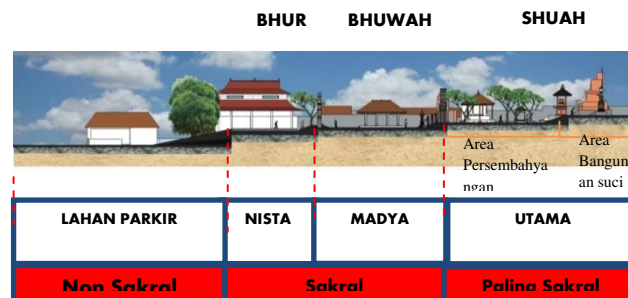 BHUR BHUWAH SHUAH
Area
Persembahya
ngan
Area
Bangun
an suci
LAHAN PARKIR NISTA MADYA UTAMA
Non Sakral Sakral Paling Sakral